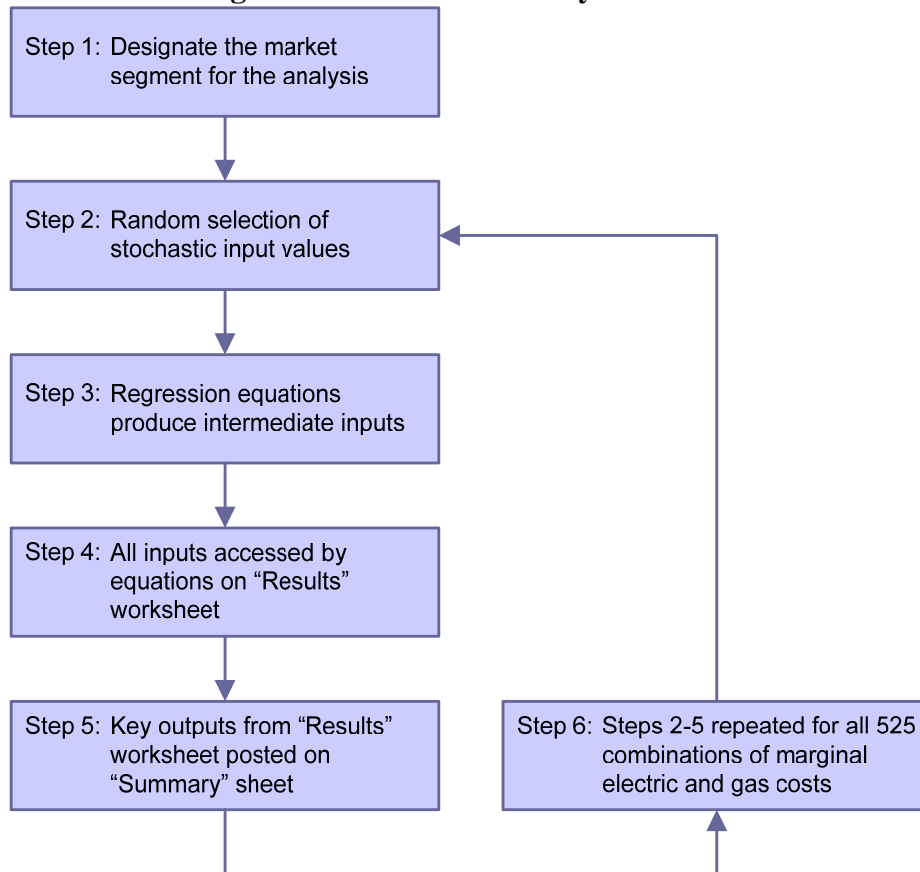 Step 1: Designate the market
segment for the analysis
Step 2: Random selection of
stochastic input values
Step 3: Regression equations
produce intermediate inputs
Step 4: All inputs accessed by
equations on “Results”
worksheet
Step 5: Key outputs from “Results”
worksheet posted on
“Summary” sheet
Step 6: Steps 2-5 repeated for all 525
combinations of marginal
electric and gas costs